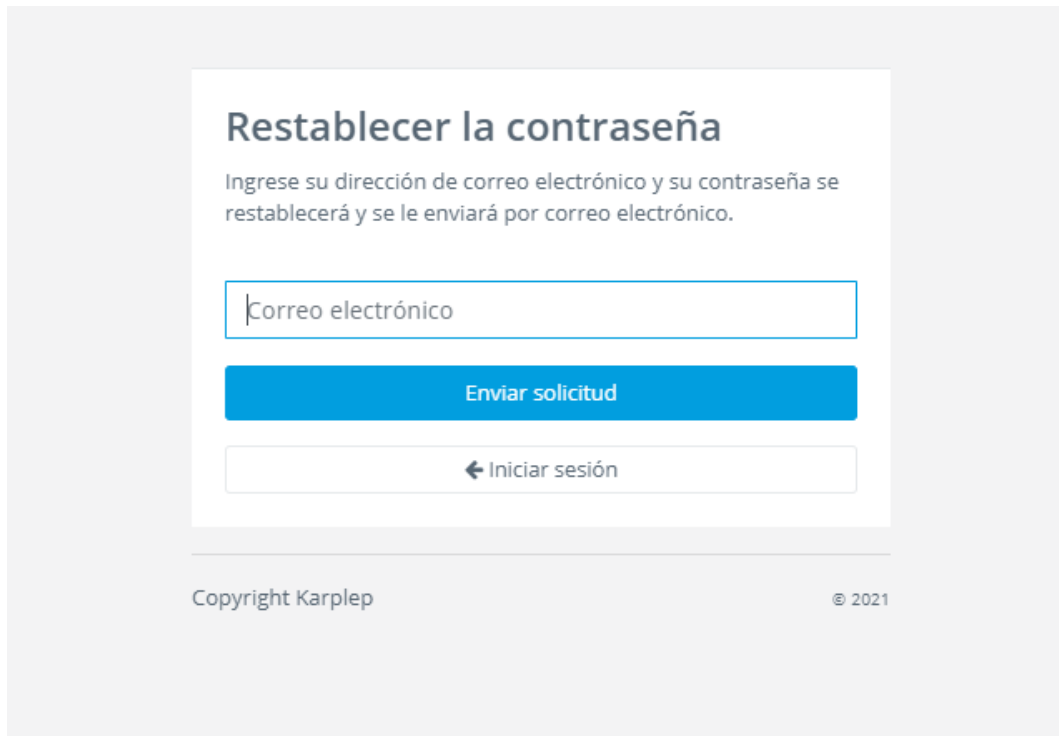 Restablecer la contraseña
Ingrese su dirección de correo electrónico y su contraseña se
restablecerá y se le enviará por correo electrónico.
Correo electrónico
Enviar solicitud
Iniciar sesión
Copyright Karplep © 2021